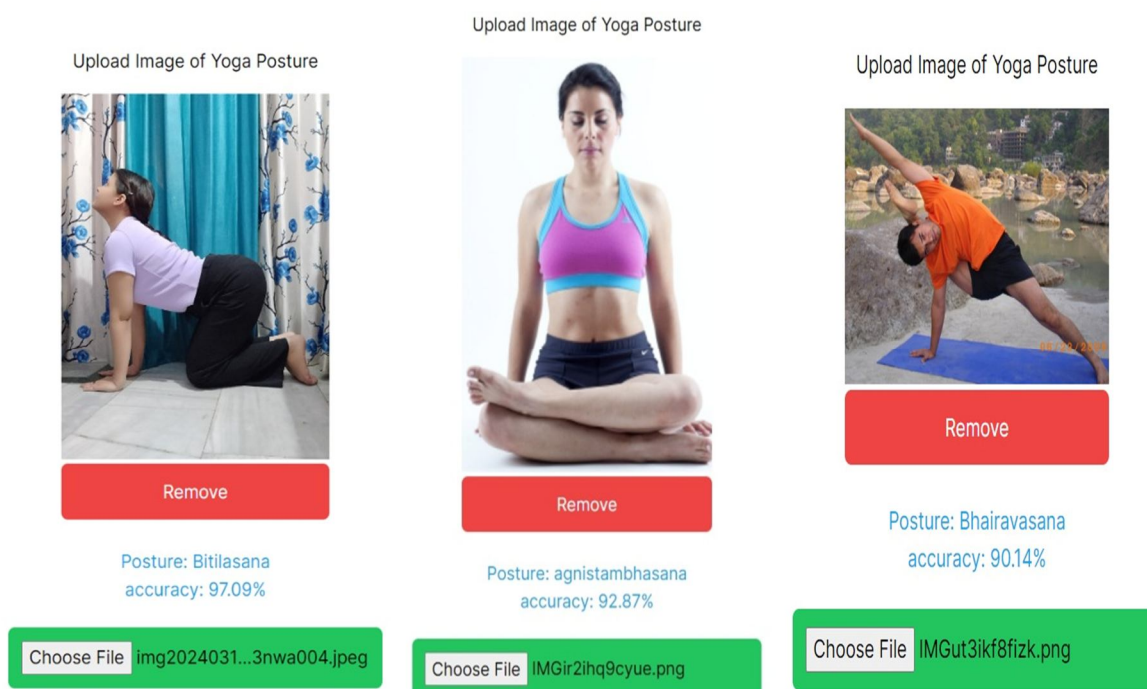 Upload Image of Yoga Posture
Remove
Posture: Bitilasana
accuracy: 97.09%
Choose File img2024031...3nwa004.jpeg
Upload Image of Yoga Posture
Remove
Posture: agnistambhasana
accuracy: 92.87%
Choose File IMGir2ihq9cyue.png
Upload Image of Yoga Posture
Remove
Posture: Bhairavasana
accuracy: 90.14%
Choose File IMGut3ikf8fizk.png